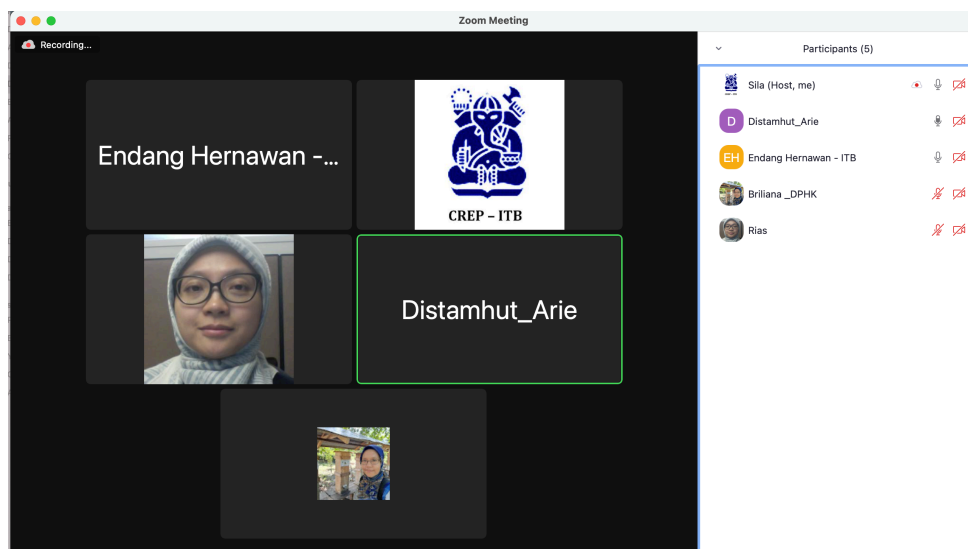 Zoom Meeting
Recording...
Endang Hernawan -...
CREP – ITB
Distamhut_Arie
Participants (5)
Sila (Host, me)
D
Distamhut_Arie
EH
Endang Hernawan - ITB
Briliana _DPHK
Rias